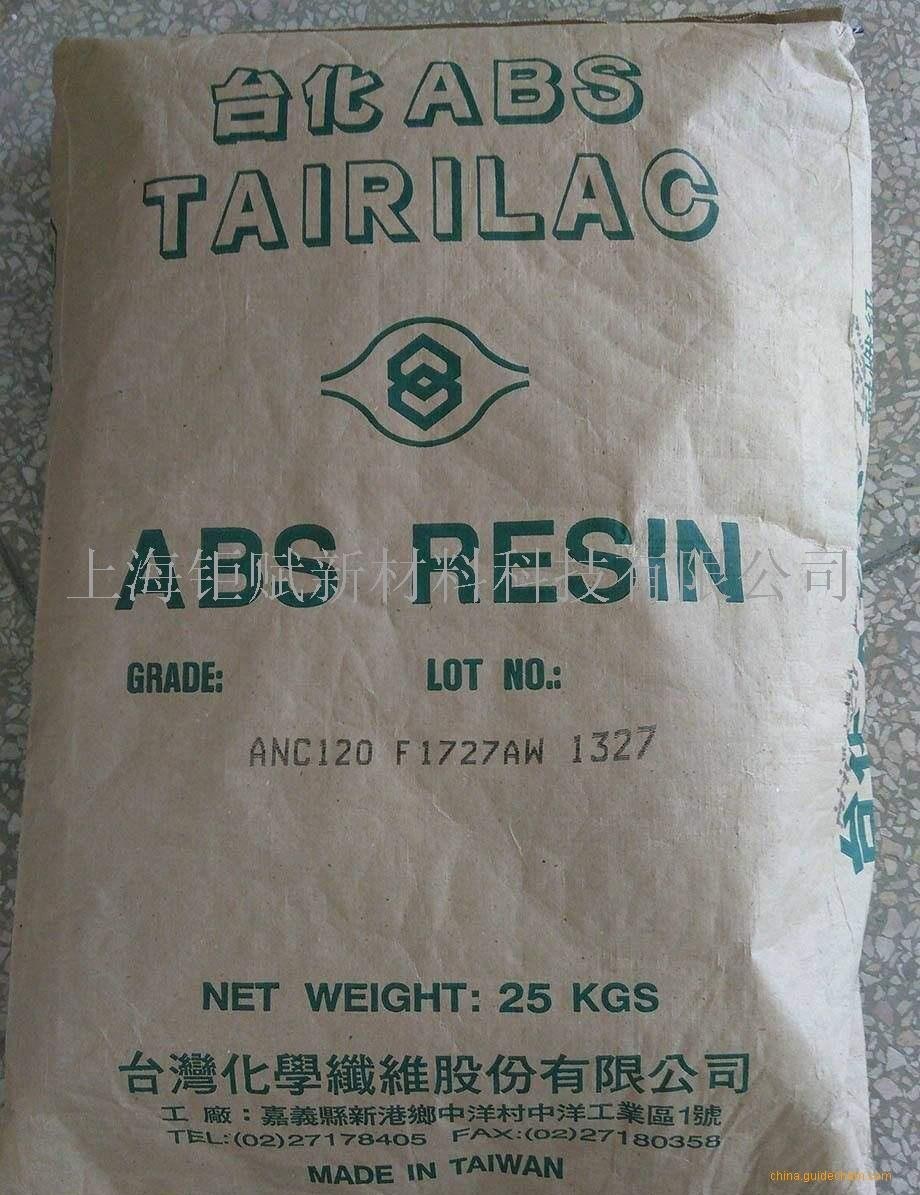 台化ABS
TAIRILAC
ABS RESIN
上海钜赋新材料科技有限公司
GRADE: LOT NO.:
ANC120 F1727AW 1327
NET WEIGHT: 25 KGS
台灣化學纖維股份有限公司
工廠：嘉義縣新港鄉中洋村中洋工業區1號
TEL:(02)27178405 FAX:(02)27180358
MADE IN TAIWAN
台化
china.guidechem.com